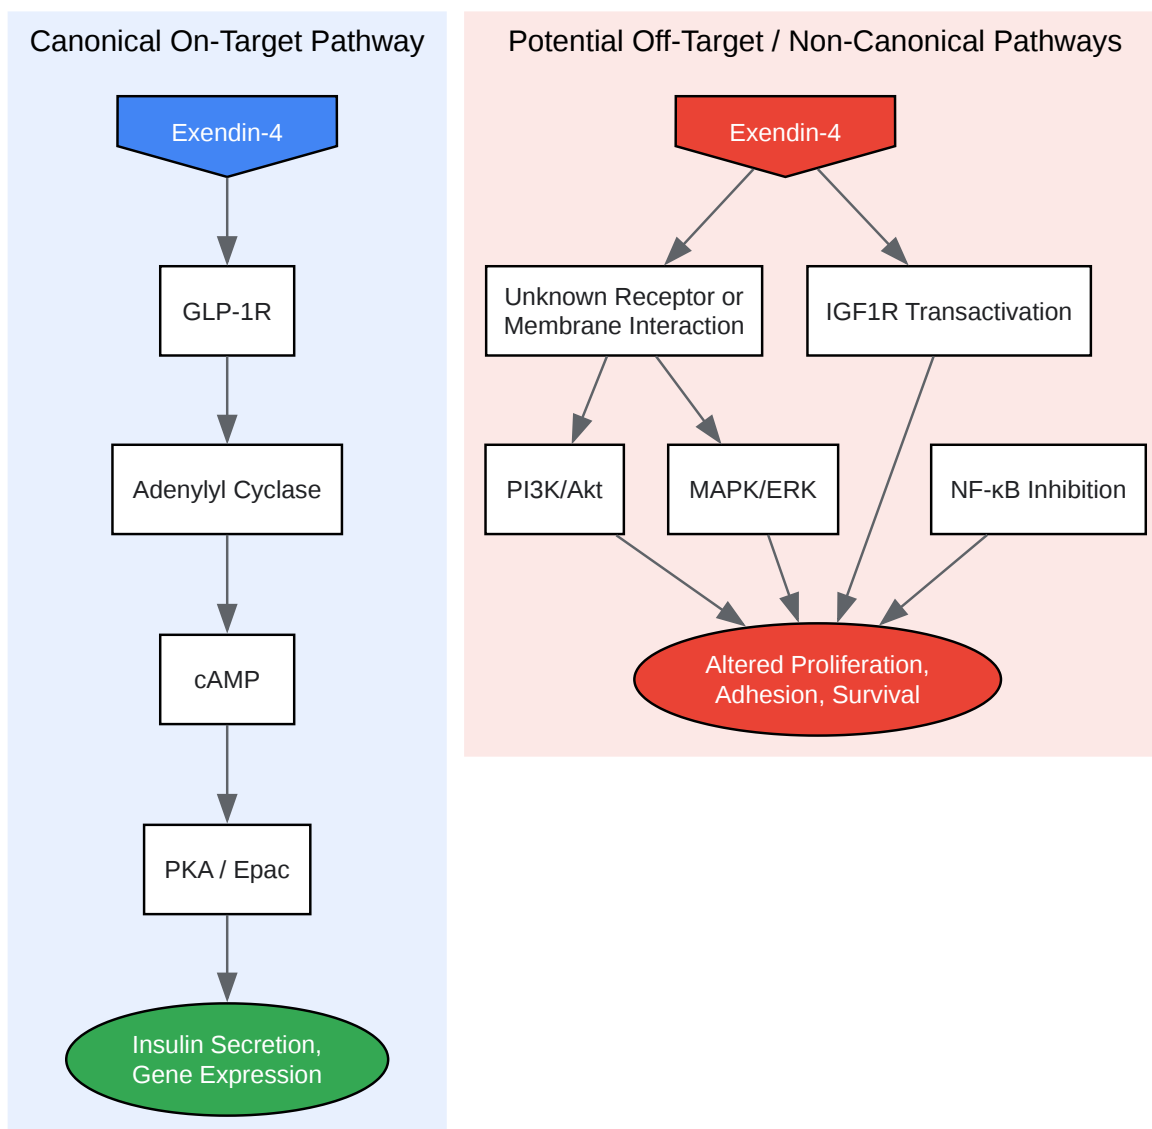 Canonical On-Target Pathway
Exendin-4
GLP-1R
Adenylyl Cyclase
cAMP
PKA / Epac
Insulin Secretion,
Gene Expression
Potential Off-Target / Non-Canonical Pathways
Exendin-4
Unknown Receptor or
Membrane Interaction
IGF1R Transactivation
PI3K/Akt
MAPK/ERK
NF-κB Inhibition
Altered Proliferation,
Adhesion, Survival